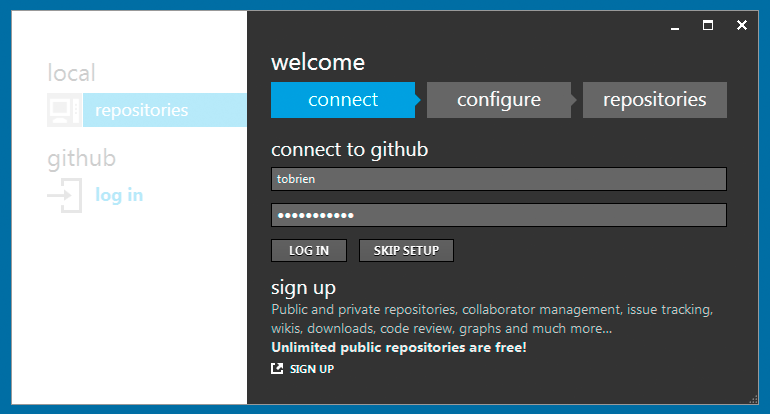 local
repositories
github
log in
welcome
connect
configure
repositories
connect to github
tobrien
•••••••••••
LOG IN
SKIP SETUP
sign up
Public and private repositories, collaborator management, issue tracking,
wikis, downloads, code review, graphs and much more...
Unlimited public repositories are free!
SIGN UP